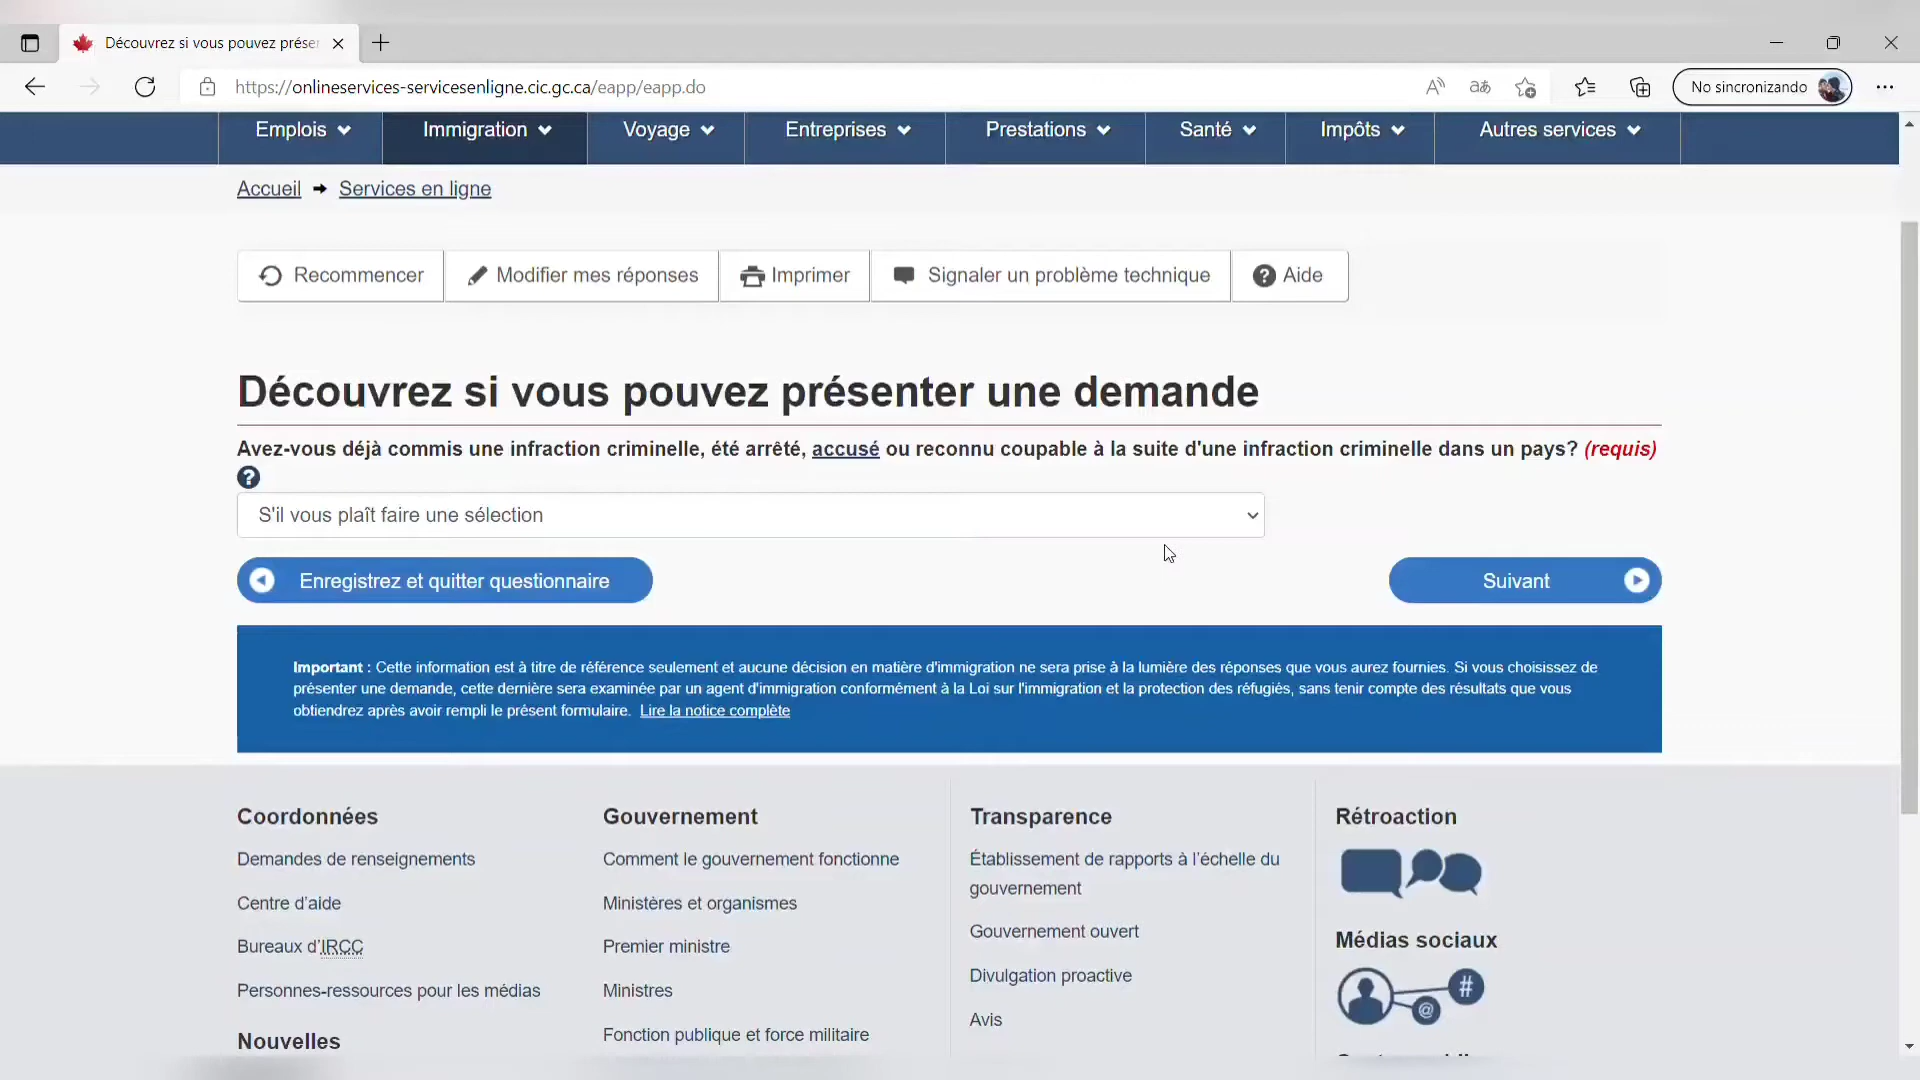 Découvrez si vous pouvez préser
https://onlineservices-servicesenligne.cic.gc.ca/eapp/eapp.do
No sincronizando
Emplois Immigration Voyage Entreprises Prestations Santé Impôts Autres services
Accueil Services en ligne
Recommencer Modifier mes réponses Imprimer Signaler un problème technique Aide
Découvrez si vous pouvez présenter une demande
Avez-vous déjà commis une infraction criminelle, été arrêté, accusé ou reconnu coupable à la suite d'une infraction criminelle dans un pays? (requis)
?
S'il vous plaît faire une sélection
Enregistrez et quitter questionnaire
Suivant
Important : Cette information est à titre de référence seulement et aucune décision en matière d'immigration ne sera prise à la lumière des réponses que vous aurez fournies. Si vous choisissez de
présenter une demande, cette dernière sera examinée par un agent d'immigration conformément à la Loi sur l'immigration et la protection des réfugiés, sans tenir compte des résultats que vous
obtiendrez après avoir rempli le présent formulaire. Lire la notice complète
Coordonnées
Demandes de renseignements
Centre d'aide
Bureaux d'IRCC
Personnes-ressources pour les médias
Nouvelles
Gouvernement
Comment le gouvernement fonctionne
Ministères et organismes
Premier ministre
Ministres
Fonction publique et force militaire
Transparence
Établissement de rapports à l'échelle du
gouvernement
Gouvernement ouvert
Divulgation proactive
Avis
Rétroaction
Médias sociaux
# @